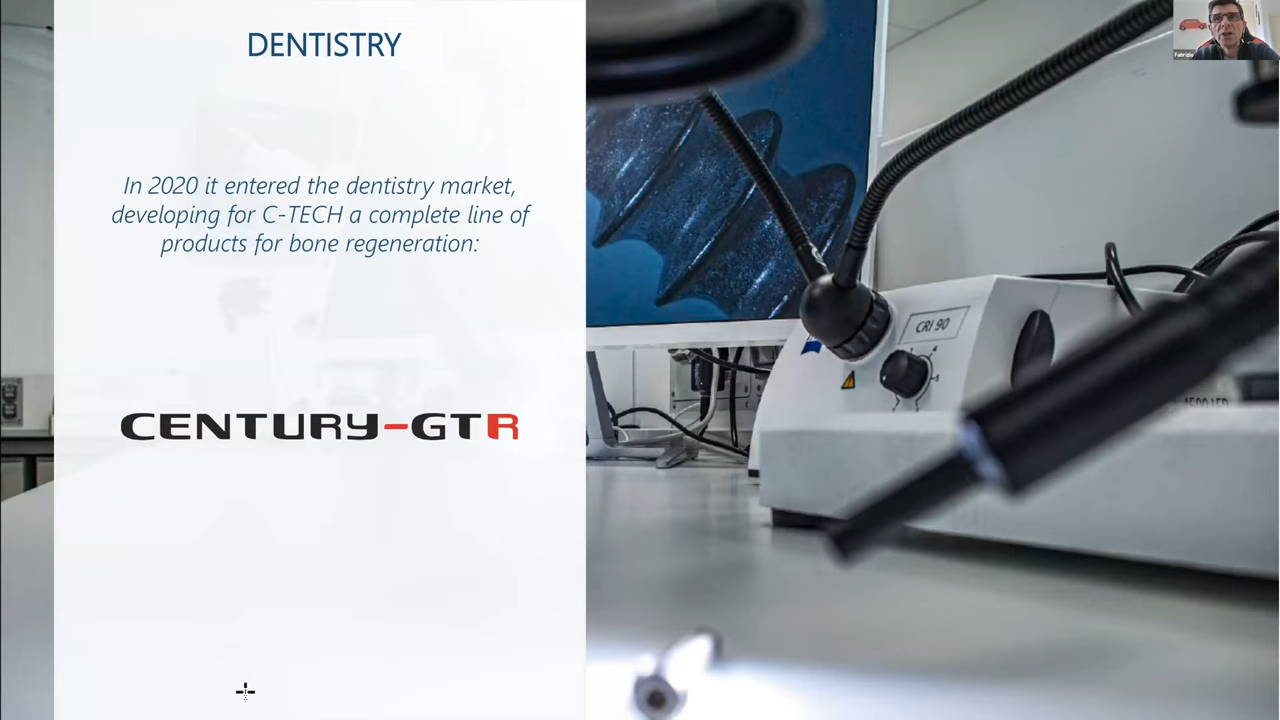 DENTISTRY
In 2020 it entered the dentistry market,
developing for C-TECH a complete line of
products for bone regeneration:
CENTURY-GTR
CRI 90
Fabrizio